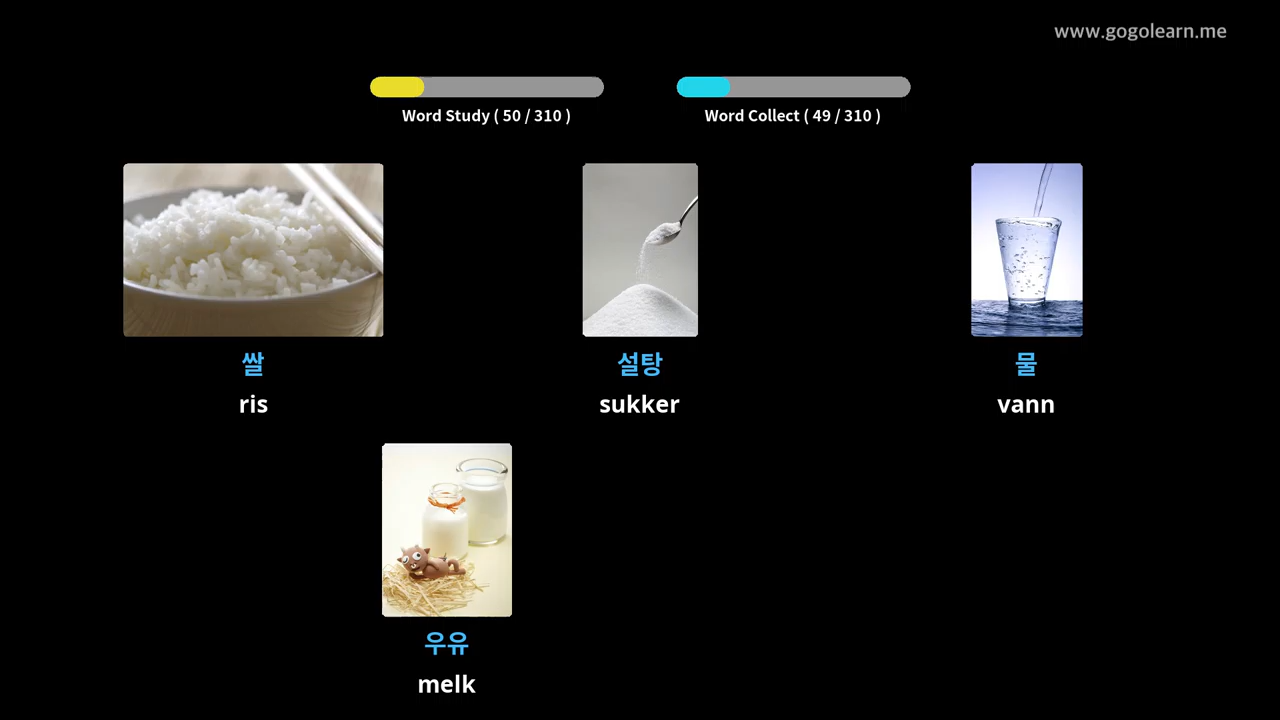 www.gogolearn.me
Word Study ( 50 / 310 )
Word Collect ( 49 / 310 )
쌀
ris
설탕
sukker
물
vann
우유
melk